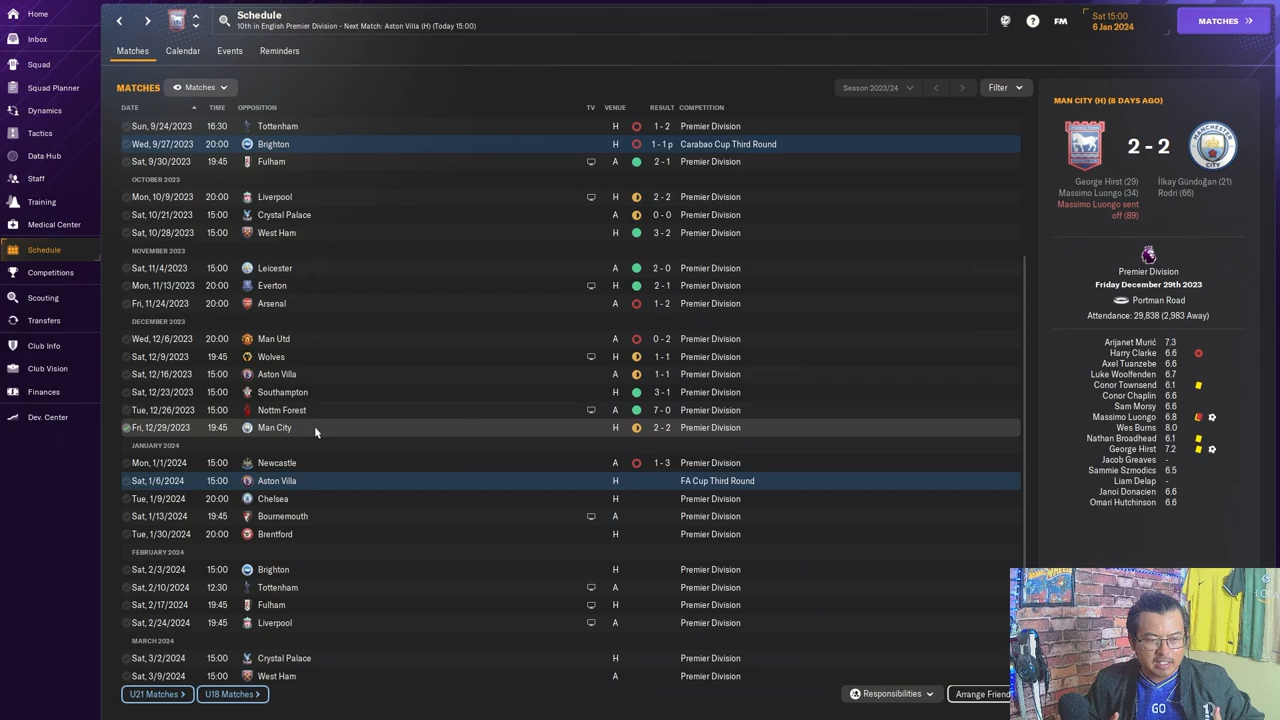 Schedule
10th in English Premier Division - Next Match: Aston Villa (H) (Today 15:00)
FM
Sat 15:00
6 Jan 2024
MATCHES
Home
Inbox
Squad
Squad Planner
Dynamics
Tactics
Data Hub
Staff
Training
Medical Center
Schedule
Competitions
Scouting
Transfers
Club Info
Club Vision
Finances
Dev. Center
Matches Calendar Events Reminders
MATCHES Matches Season 2023/24 Filter
DATE TIME OPPOSITION TV VENUE RESULT COMPETITION
Sun, 9/24/2023 16:30 Tottenham H 1 - 2 Premier Division
Wed, 9/27/2023 20:00 Brighton H 1 - 1 p Carabao Cup Third Round
Sat, 9/30/2023 19:45 Fulham A 2 - 1 Premier Division
OCTOBER 2023
Mon, 10/9/2023 20:00 Liverpool H 2 - 2 Premier Division
Sat, 10/21/2023 15:00 Crystal Palace A 0 - 0 Premier Division
Sat, 10/28/2023 15:00 West Ham H 3 - 2 Premier Division
NOVEMBER 2023
Sat, 11/4/2023 15:00 Leicester A 2 - 0 Premier Division
Mon, 11/13/2023 20:00 Everton H 2 - 1 Premier Division
Fri, 11/24/2023 20:00 Arsenal A 1 - 2 Premier Division
DECEMBER 2023
Wed, 12/6/2023 20:00 Man Utd A 0 - 2 Premier Division
Sat, 12/9/2023 19:45 Wolves H 1 - 1 Premier Division
Sat, 12/16/2023 15:00 Aston Villa A 1 - 1 Premier Division
Sat, 12/23/2023 15:00 Southampton H 3 - 1 Premier Division
Tue, 12/26/2023 15:00 Nottm Forest A 7 - 0 Premier Division
Fri, 12/29/2023 19:45 Man City H 2 - 2 Premier Division
JANUARY 2024
Mon, 1/1/2024 15:00 Newcastle A 1 - 3 Premier Division
Sat, 1/6/2024 15:00 Aston Villa H FA Cup Third Round
Tue, 1/9/2024 20:00 Chelsea H Premier Division
Sat, 1/13/2024 19:45 Bournemouth A Premier Division
Tue, 1/30/2024 20:00 Brentford H Premier Division
FEBRUARY 2024
Sat, 2/3/2024 15:00 Brighton H Premier Division
Sat, 2/10/2024 12:30 Tottenham A Premier Division
Sat, 2/17/2024 19:45 Fulham H Premier Division
Sat, 2/24/2024 19:45 Liverpool A Premier Division
MARCH 2024
Sat, 3/2/2024 15:00 Crystal Palace H Premier Division
Sat, 3/9/2024 15:00 West Ham A Premier Division
U21 Matches U18 Matches Responsibilities Arrange Friend
MAN CITY (H) (8 DAYS AGO)
2 - 2
George Hirst (29) İlkay Gündoğan (21)
Massimo Luongo (34) Rodri (66)
Massimo Luongo sent
off (89)
Premier Division
Friday December 29th 2023
Portman Road
Attendance: 29,838 (2,983 Away)
Arijanet Murić 7.3
Harry Clarke 6.6
Axel Tuanzebe 6.6
Luke Woolfenden 6.7
Conor Townsend 6.1
Conor Chaplin 6.6
Sam Morsy 6.6
Massimo Luongo 6.8
Wes Burns 8.0
Nathan Broadhead 6.1
George Hirst 7.2
Jacob Greaves -
Sammie Szmodics 6.5
Liam Delap -
Janoi Donacien 6.6
Omari Hutchinson 6.6
GO